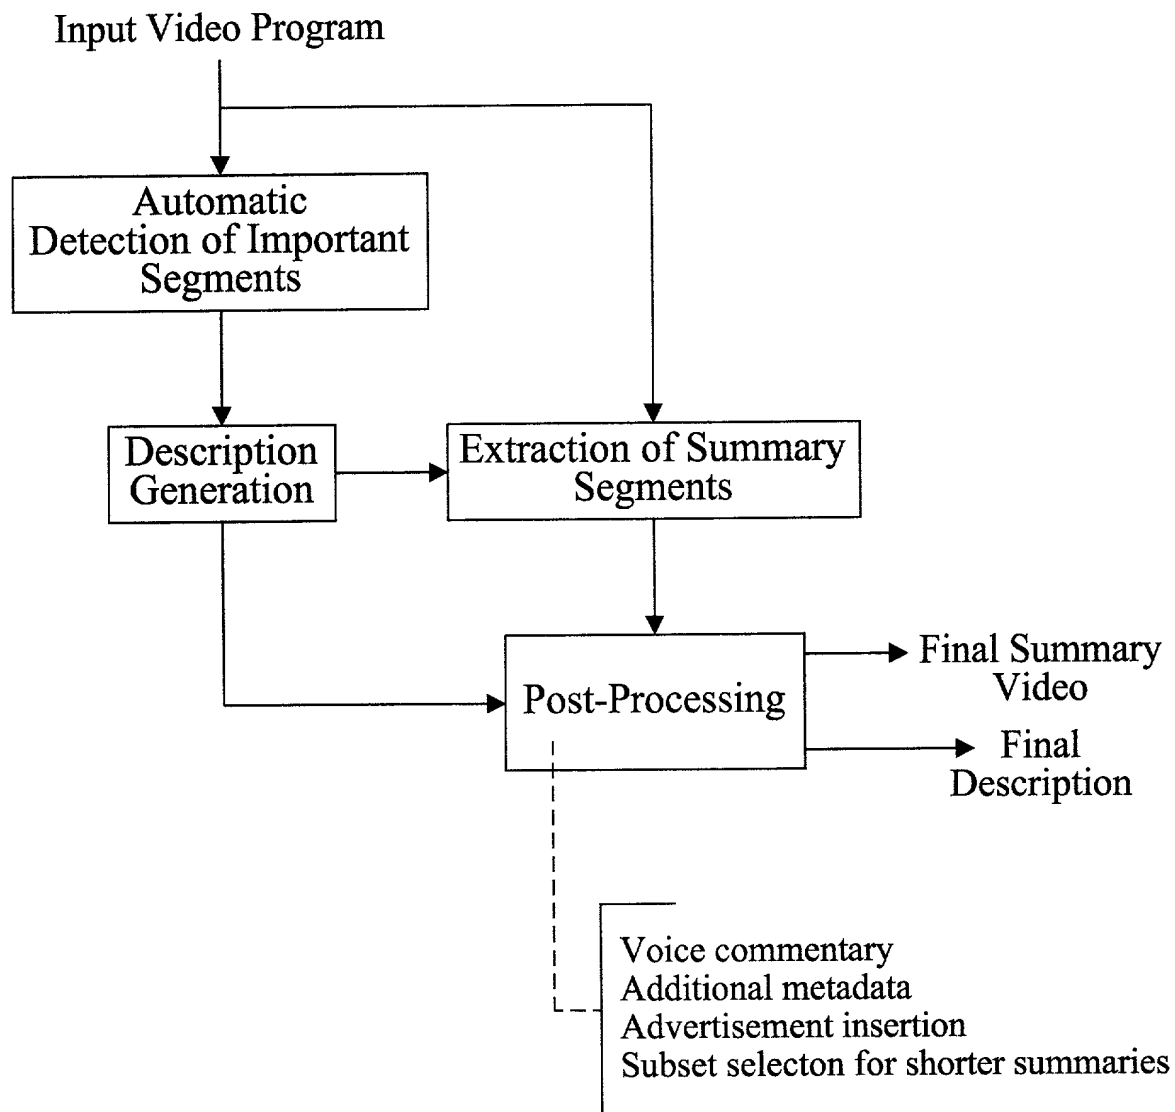 Input Video Program
Automatic
Detection of Important
Segments
Description
Generation
Extraction of Summary
Segments
Post-Processing
Final Summary
Video
Final
Description
Voice commentary
Additional metadata
Advertisement insertion
Subset selecton for shorter summaries